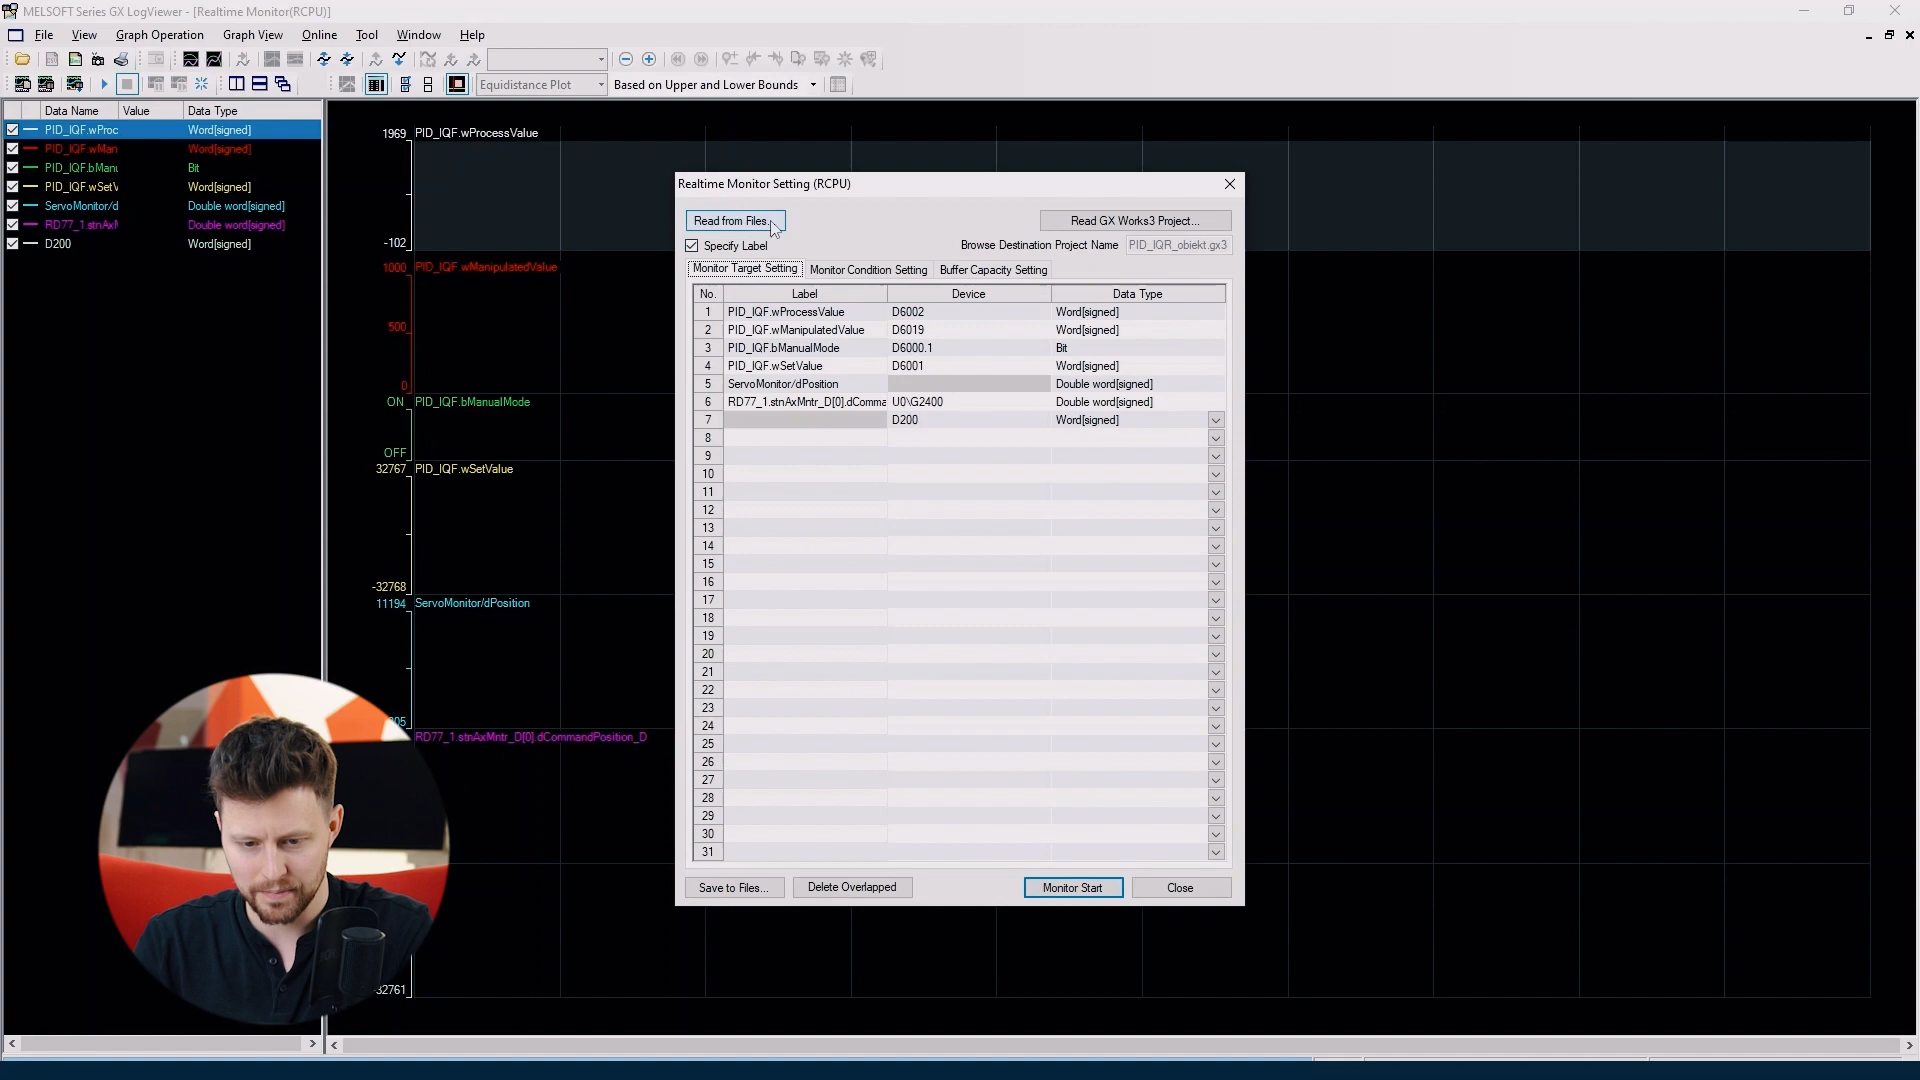 MELSOFT Series GX LogViewer - [Realtime Monitor(RCPU)]
File View Graph Operation Graph View Online Tool Window Help
Equidistance Plot Based on Upper and Lower Bounds
Data Name Value Data Type
PID_IQF.wProc Word[signed]
PID_IQF.wMan Word[signed]
PID_IQF.bManu Bit
PID_IQF.wSetV Word[signed]
ServoMonitor/d Double word[signed]
RD77_1.stnAxM Double word[signed]
D200 Word[signed]
1969 PID_IQF.wProcessValue
-102
1000 PID_IQF.wManipulatedValue
500
0
ON PID_IQF.bManualMode
OFF
32767 PID_IQF.wSetValue
-32768
11194 ServoMonitor/dPosition
RD77_1.stnAxMntr_D[0].dCommandPosition_D
-32761
Realtime Monitor Setting (RCPU)
Read from Files... Read GX Works3 Project...
Specify Label Browse Destination Project Name PID_IQR_obiekt.gx3
Monitor Target Setting Monitor Condition Setting Buffer Capacity Setting
No. Label Device Data Type
1 PID_IQF.wProcessValue D6002 Word[signed]
2 PID_IQF.wManipulatedValue D6019 Word[signed]
3 PID_IQF.bManualMode D6000.1 Bit
4 PID_IQF.wSetValue D6001 Word[signed]
5 ServoMonitor/dPosition Double word[signed]
6 RD77_1.stnAxMntr_D[0].dComma U0\G2400 Double word[signed]
7 D200 Word[signed]
8
9
10
11
12
13
14
15
16
17
18
19
20
21
22
23
24
25
26
27
28
29
30
31
Save to Files... Delete Overlapped Monitor Start Close